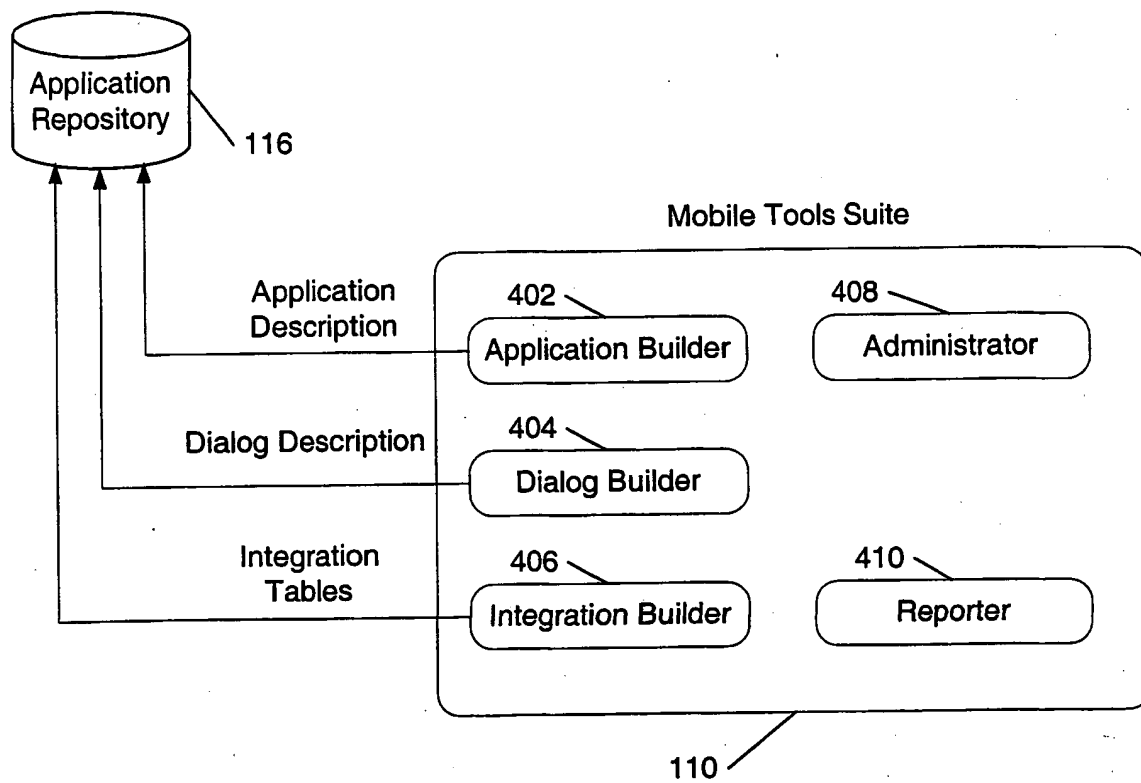 Application
Repository
116
Mobile Tools Suite
Application
Description
402
408
Application Builder
Administrator
Dialog Description
404
Dialog Builder
Integration
Tables
406
410
Integration Builder
Reporter
110